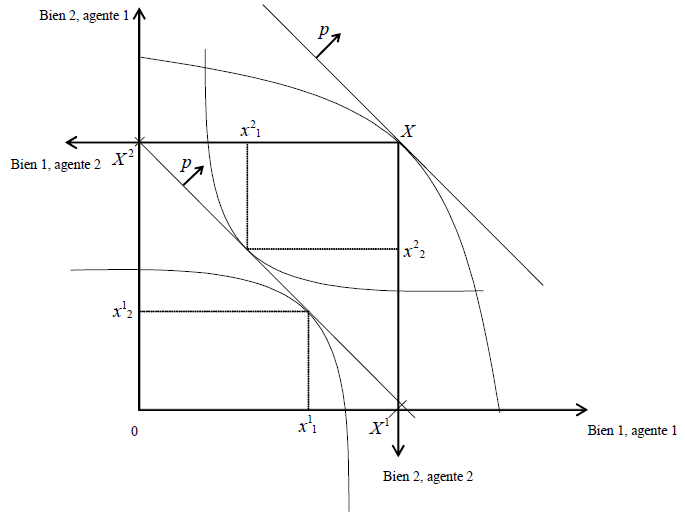 Bien 2, agente 1
p
x²₁
X
Bien 1, agente 2
X²
p
x²₂
x¹₂
0
x¹₁
X¹
Bien 1, agente 1
Bien 2, agente 2